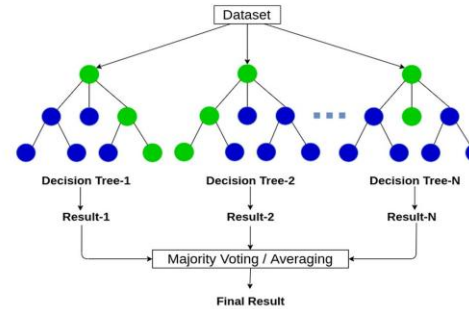 Dataset
Decision Tree-1
Decision Tree-2
Decision Tree-N
Result-1
Result-2
Result-N
Majority Voting / Averaging
Final Result